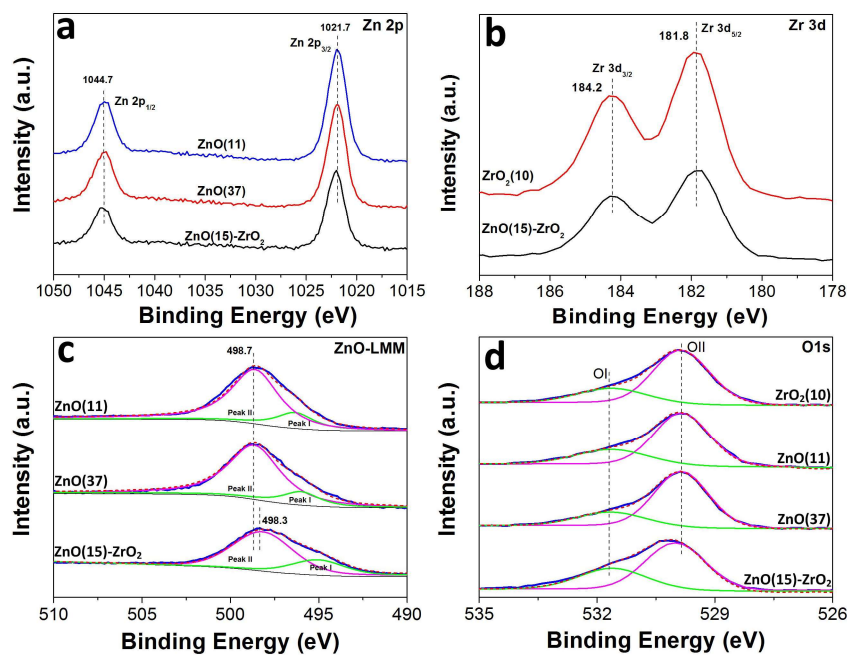 a
Zn 2p
1021.7
Zn 2p3/2
1044.7
Zn 2p1/2
ZnO(11)
ZnO(37)
ZnO(15)-ZrO2
Intensity (a.u.)
1050 1045 1040 1035 1030 1025 1020 1015
Binding Energy (eV)
b
Zr 3d
181.8
Zr 3d5/2
Zr 3d3/2
184.2
ZrO2(10)
ZnO(15)-ZrO2
Intensity (a.u.)
188 186 184 182 180 178
Binding Energy (eV)
c
498.7
ZnO-LMM
ZnO(11)
Peak II
Peak I
ZnO(37)
Peak II
Peak I
498.3
ZnO(15)-ZrO2
Peak II
Peak I
Intensity (a.u.)
510 505 500 495 490
Binding Energy (eV)
d
O1s
OI
OII
ZrO2(10)
ZnO(11)
ZnO(37)
ZnO(15)-ZrO2
Intensity (a.u.)
535 532 529 526
Binding Energy (eV)